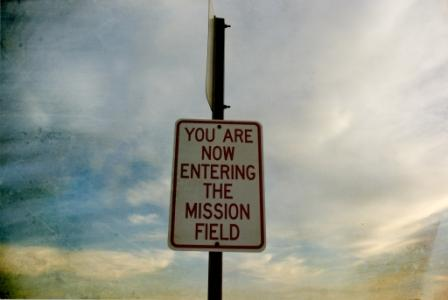 YOU ARE
NOW
ENTERING
THE
MISSION
FIELD